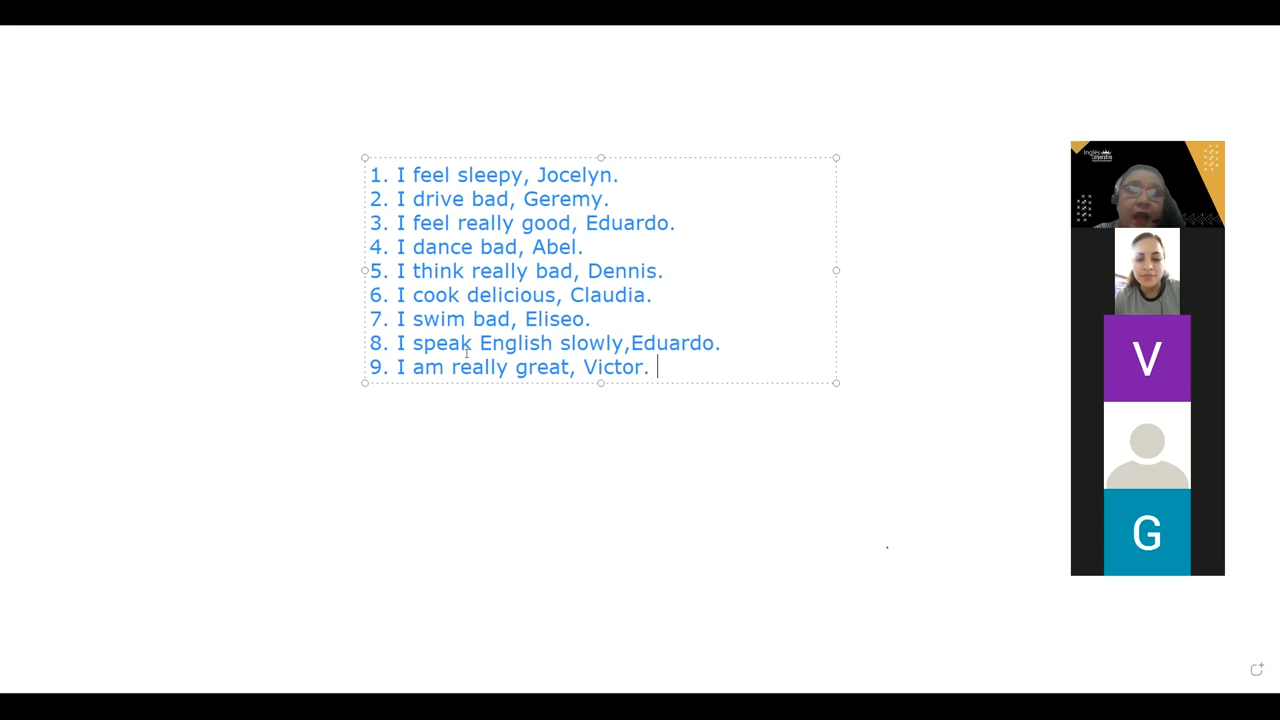 1. I feel sleepy, Jocelyn.
2. I drive bad, Geremy.
3. I feel really good, Eduardo.
4. I dance bad, Abel.
5. I think really bad, Dennis.
6. I cook delicious, Claudia.
7. I swim bad, Eliseo.
8. I speak English slowly,Eduardo.
9. I am really great, Victor.
Inglés
Corporativo
V
G